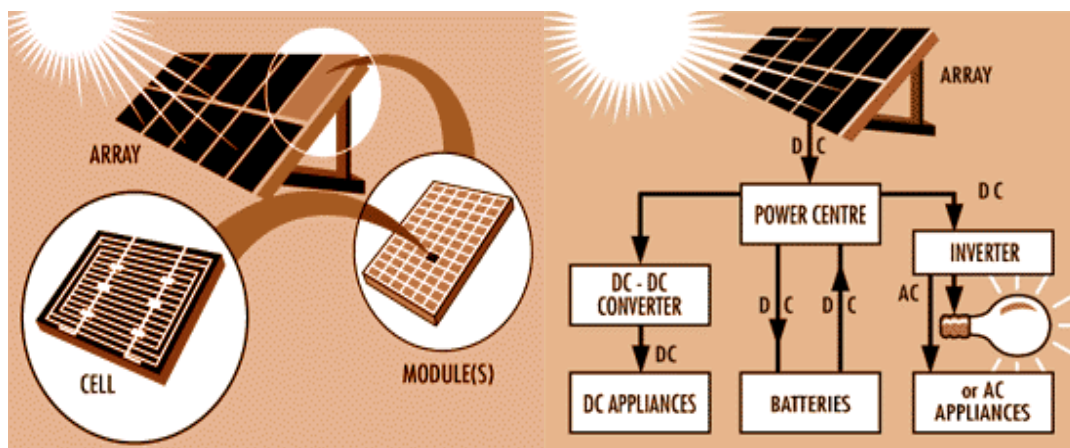 ARRAY
CELL
MODULE(S)
ARRAY
D C
POWER CENTRE
D C
DC - DC
CONVERTER
INVERTER
D C
D C
AC
DC
DC APPLIANCES
BATTERIES
or AC
APPLIANCES